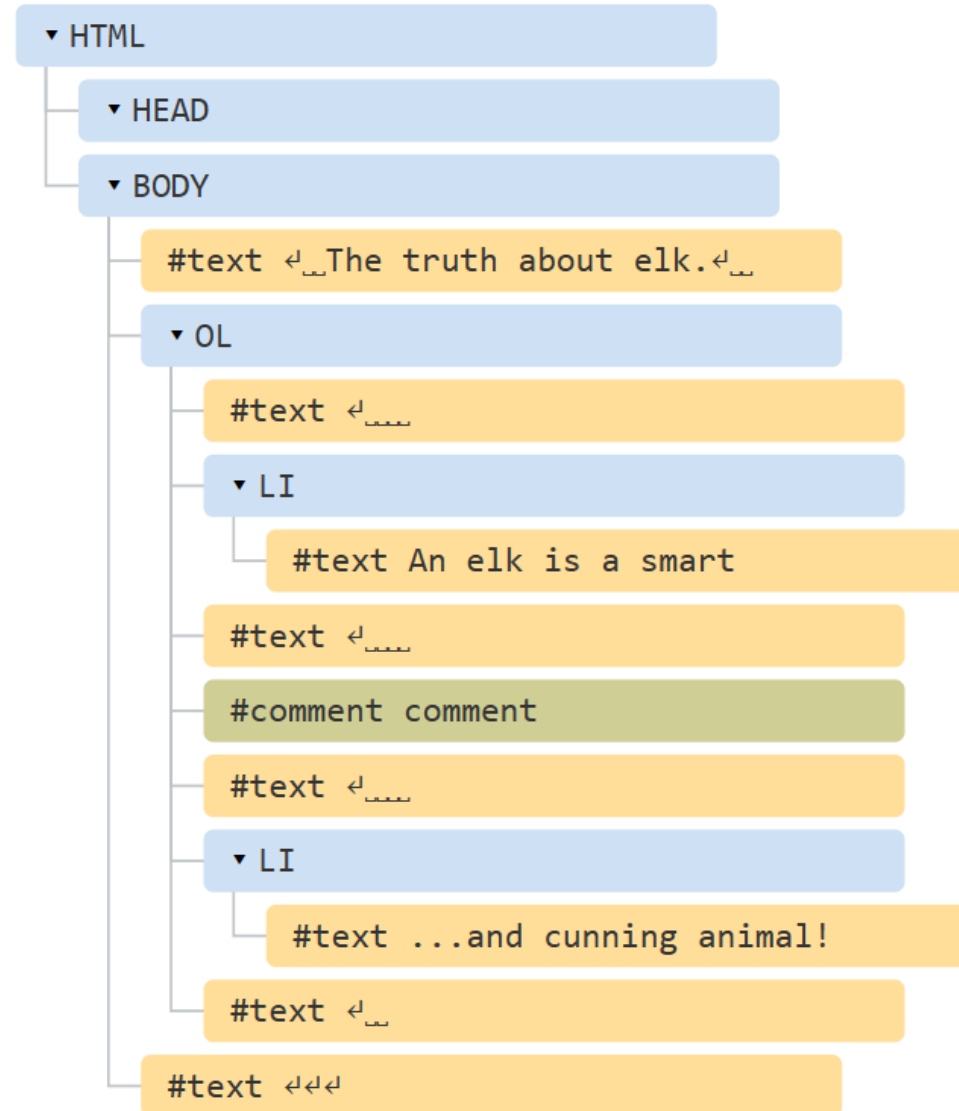 ▾ HTML
▾ HEAD
▾ BODY
#text ↵␣␣The truth about elk.↵␣␣
▾ OL
#text ↵␣␣␣␣
▾ LI
#text An elk is a smart
#text ↵␣␣␣␣
#comment comment
#text ↵␣␣␣␣
▾ LI
#text ...and cunning animal!
#text ↵␣␣
#text ↵↵↵